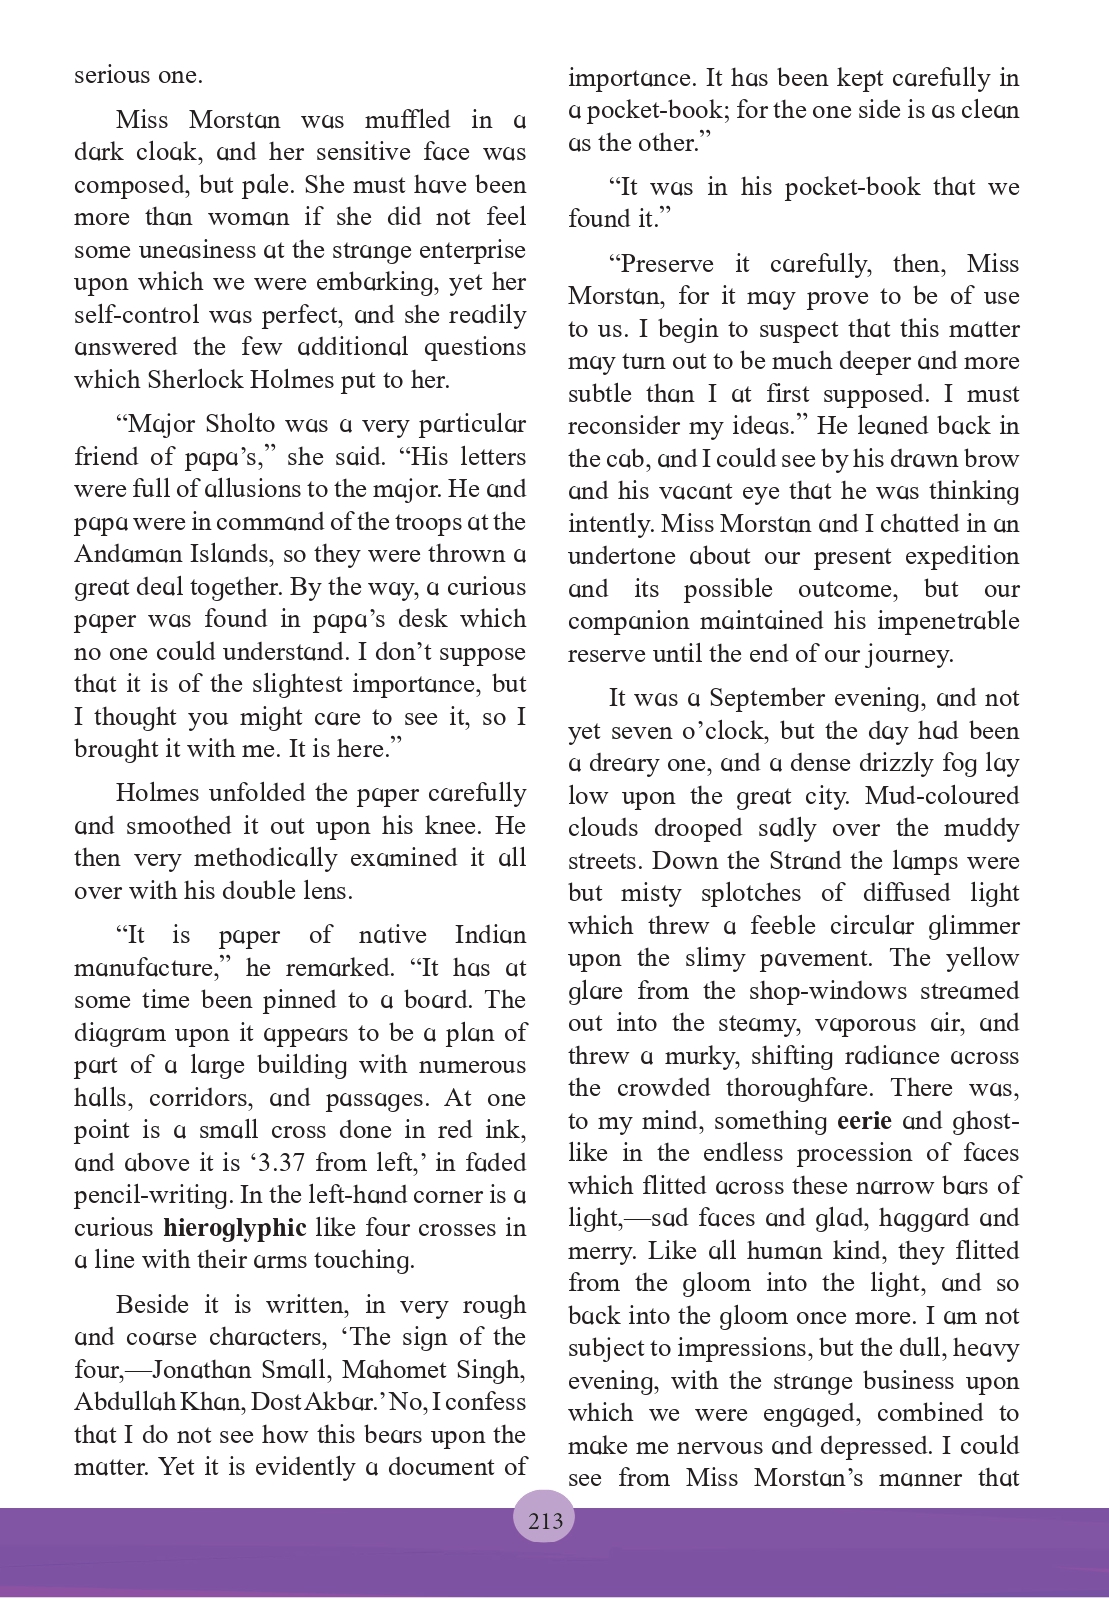 serious one.
Miss Morstan was muffled in a
dark cloak, and her sensitive face was
composed, but pale. She must have been
more than woman if she did not feel
some uneasiness at the strange enterprise
upon which we were embarking, yet her
self-control was perfect, and she readily
answered the few additional questions
which Sherlock Holmes put to her.
“Major Sholto was a very particular
friend of papa’s,” she said. “His letters
were full of allusions to the major. He and
papa were in command of the troops at the
Andaman Islands, so they were thrown a
great deal together. By the way, a curious
paper was found in papa’s desk which
no one could understand. I don’t suppose
that it is of the slightest importance, but
I thought you might care to see it, so I
brought it with me. It is here.”
Holmes unfolded the paper carefully
and smoothed it out upon his knee. He
then very methodically examined it all
over with his double lens.
“It is paper of native Indian
manufacture,” he remarked. “It has at
some time been pinned to a board. The
diagram upon it appears to be a plan of
part of a large building with numerous
halls, corridors, and passages. At one
point is a small cross done in red ink,
and above it is ‘3.37 from left,’ in faded
pencil-writing. In the left-hand corner is a
curious hieroglyphic like four crosses in
a line with their arms touching.
Beside it is written, in very rough
and coarse characters, ‘The sign of the
four,—Jonathan Small, Mahomet Singh,
Abdullah Khan, Dost Akbar.’ No, I confess
that I do not see how this bears upon the
matter. Yet it is evidently a document of
importance. It has been kept carefully in
a pocket-book; for the one side is as clean
as the other.”
“It was in his pocket-book that we
found it.”
“Preserve it carefully, then, Miss
Morstan, for it may prove to be of use
to us. I begin to suspect that this matter
may turn out to be much deeper and more
subtle than I at first supposed. I must
reconsider my ideas.” He leaned back in
the cab, and I could see by his drawn brow
and his vacant eye that he was thinking
intently. Miss Morstan and I chatted in an
undertone about our present expedition
and its possible outcome, but our
companion maintained his impenetrable
reserve until the end of our journey.
It was a September evening, and not
yet seven o’clock, but the day had been
a dreary one, and a dense drizzly fog lay
low upon the great city. Mud-coloured
clouds drooped sadly over the muddy
streets. Down the Strand the lamps were
but misty splotches of diffused light
which threw a feeble circular glimmer
upon the slimy pavement. The yellow
glare from the shop-windows streamed
out into the steamy, vaporous air, and
threw a murky, shifting radiance across
the crowded thoroughfare. There was,
to my mind, something eerie and ghost-
like in the endless procession of faces
which flitted across these narrow bars of
light,—sad faces and glad, haggard and
merry. Like all human kind, they flitted
from the gloom into the light, and so
back into the gloom once more. I am not
subject to impressions, but the dull, heavy
evening, with the strange business upon
which we were engaged, combined to
make me nervous and depressed. I could
see from Miss Morstan’s manner that
213